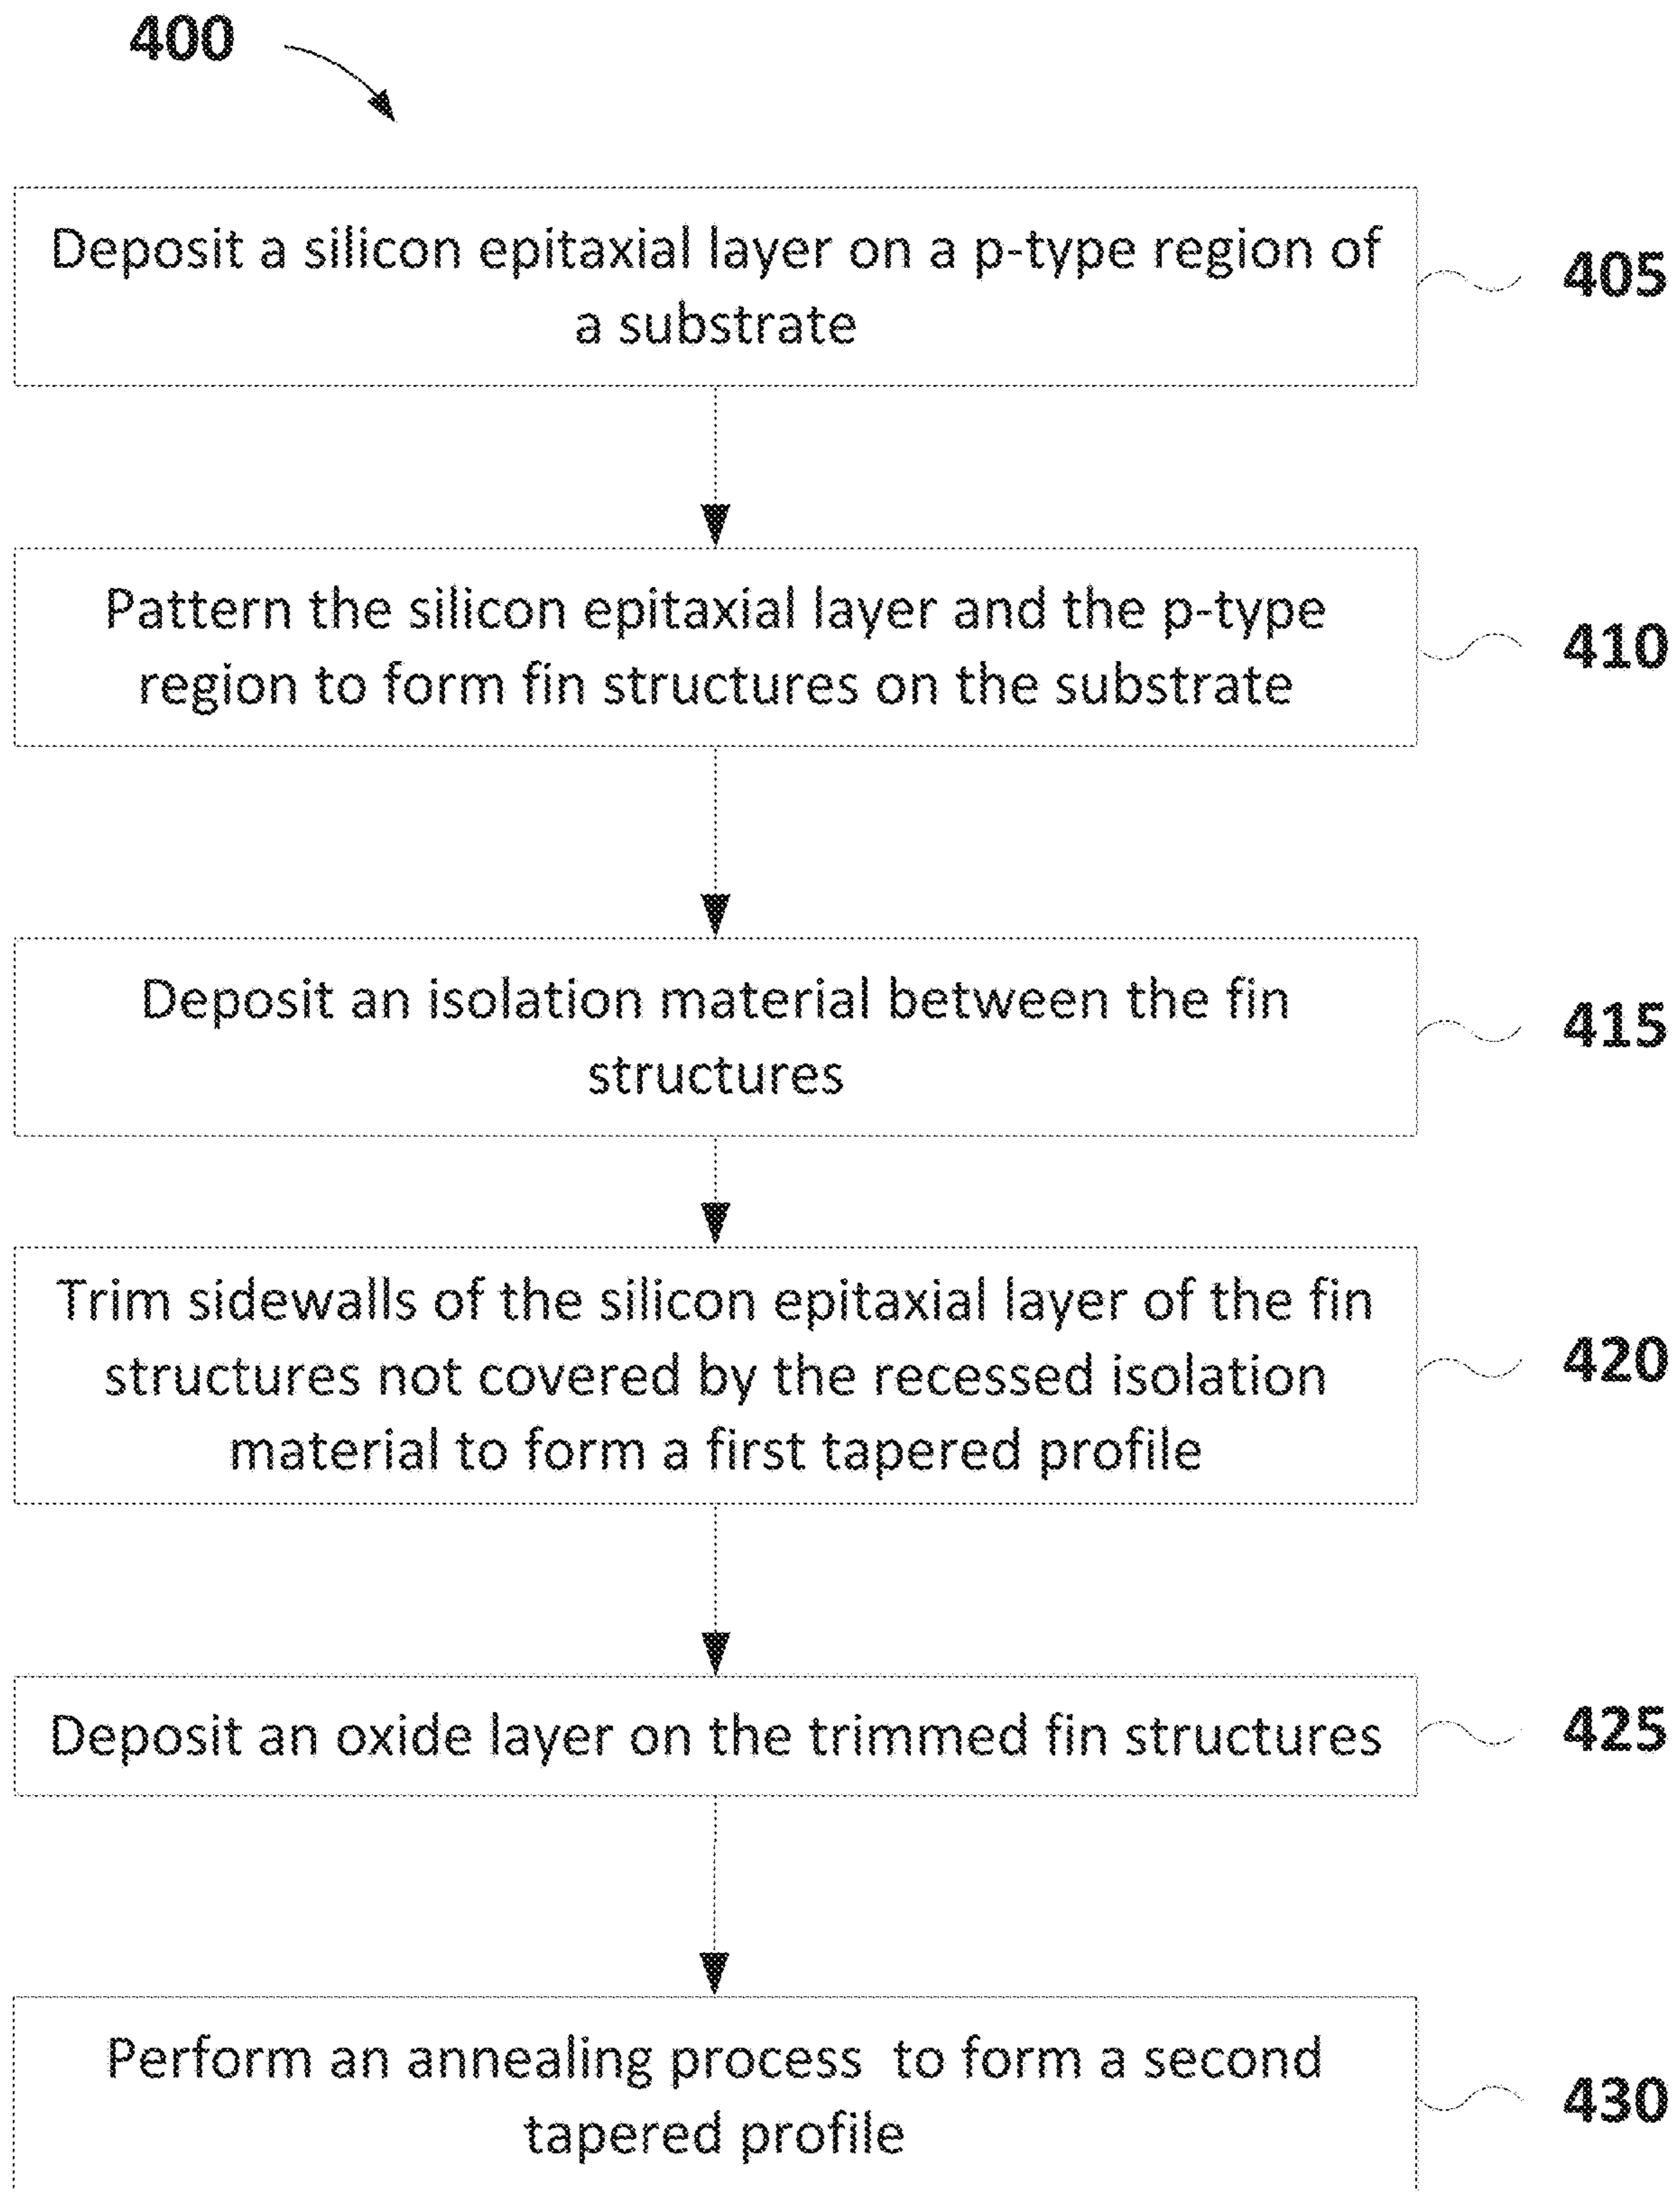 400
Deposit a silicon epitaxial layer on a p-type region of
a substrate
405
Pattern the silicon epitaxial layer and the p-type
region to form fin structures on the substrate
410
Deposit an isolation material between the fin
structures
415
Trim sidewalls of the silicon epitaxial layer of the fin
structures not covered by the recessed isolation
material to form a first tapered profile
420
Deposit an oxide layer on the trimmed fin structures
425
Perform an annealing process to form a second
tapered profile
430